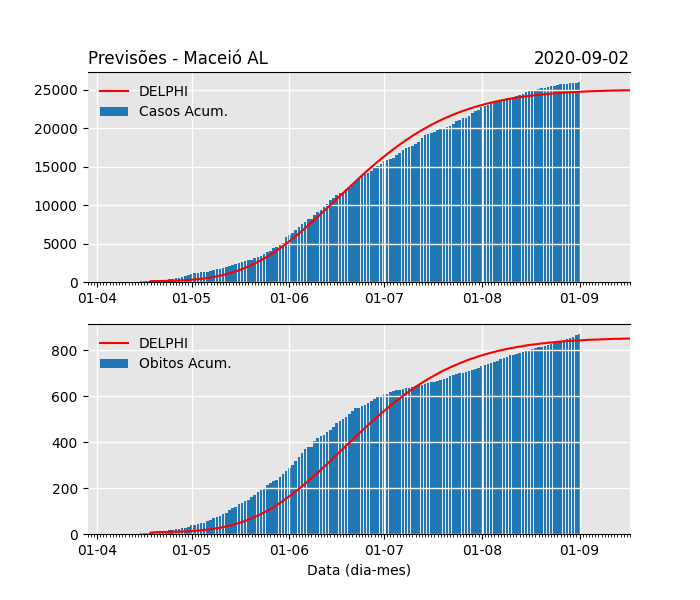 Previsões - Maceió AL 2020-09-02
DELPHI
Casos Acum.
25000
20000
15000
10000
5000
0
01-04 01-05 01-06 01-07 01-08 01-09
DELPHI
Obitos Acum.
800
600
400
200
0
01-04 01-05 01-06 01-07 01-08 01-09
Data (dia-mes)